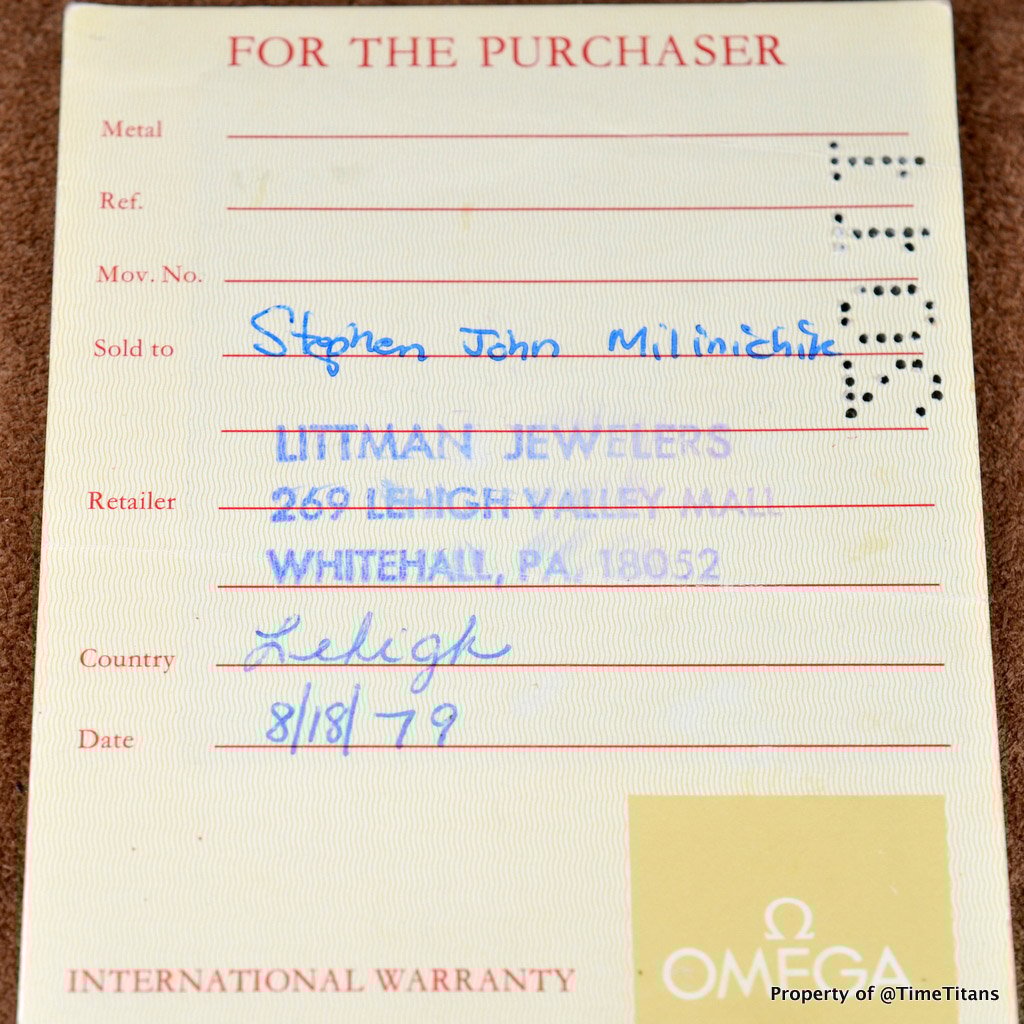 FOR THE PURCHASER
Metal
Ref.
Mov. No.
Sold to Stephen John Milinichik
LITTMAN JEWELERS
Retailer 269 LEHIGH VALLEY MALL
WHITEHALL, PA, 18052
Country Lehigh
Date 8/18/79
INTERNATIONAL WARRANTY
Ω
OMEGA
Property of @TimeTitans